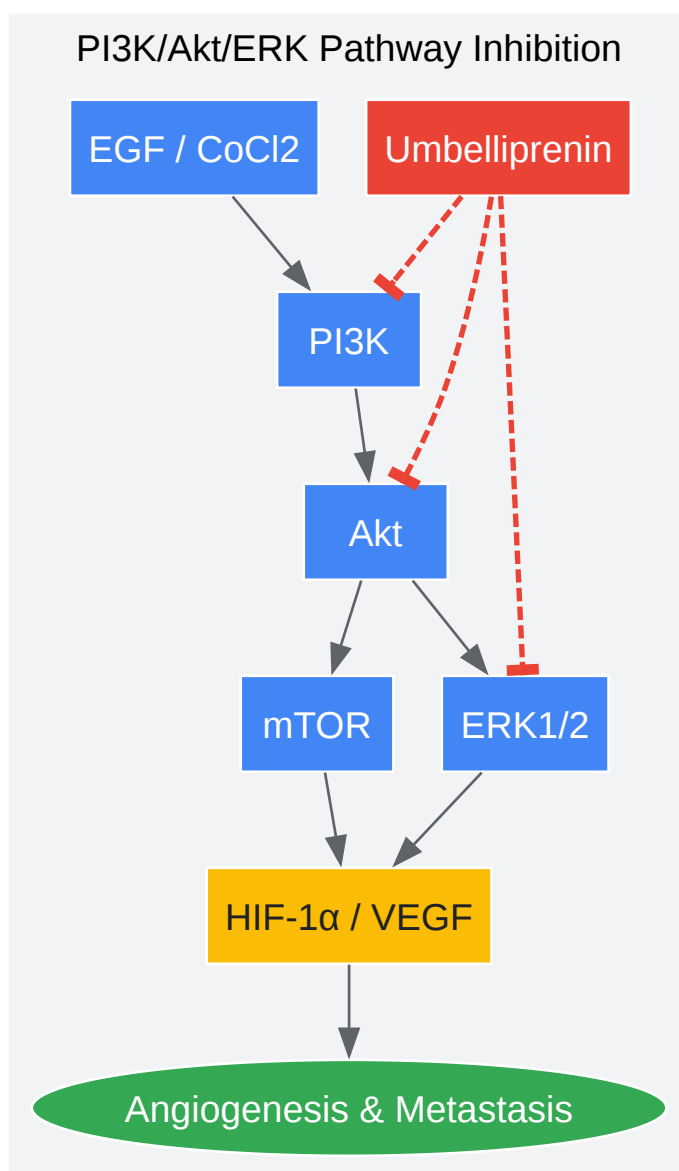 PI3K/Akt/ERK Pathway Inhibition
EGF / CoCl2
Umbelliprenin
PI3K
Akt
mTOR
ERK1/2
HIF-1α / VEGF
Angiogenesis & Metastasis